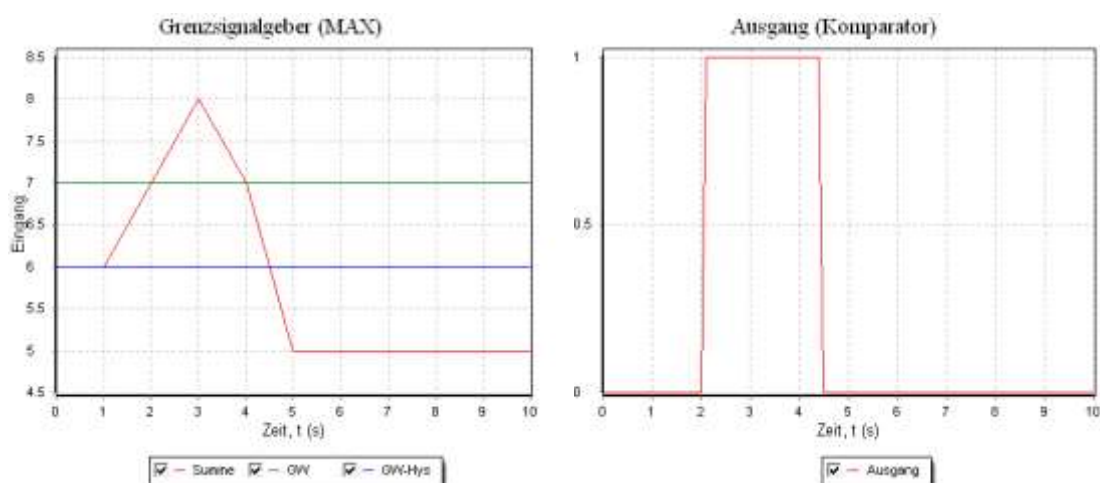 Grenzsignalgeber (MAX)
8.5
8
7.5
7
6.5
6
5.5
5
4.5
Eingang
0 1 2 3 4 5 6 7 8 9 10
Zeit, t (s)
Summe GW GW-Hys
Ausgang (Komparator)
1
0.5
0
0 1 2 3 4 5 6 7 8 9 10
Zeit, t (s)
Ausgang